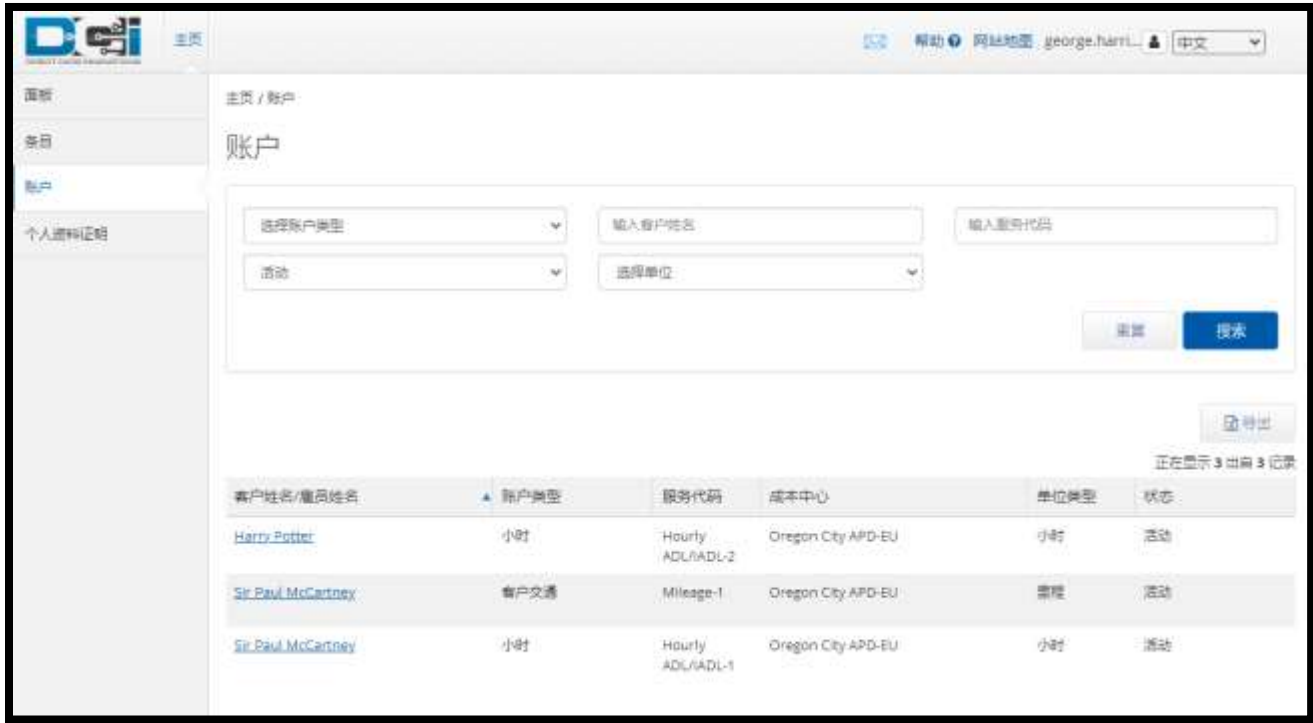 DCi
主页
帮助
网站地图
george.harri...
中文
面板
主页 / 账户
条目
账户
账户
个人资料证明
选择账户类型
输入客户姓名
输入服务代码
活动
选择单位
重置
搜索
导出
正在显示 3 出自 3 记录
客户姓名/雇员姓名 账户类型 服务代码 成本中心 单位类型 状态
Harry Potter 小时 Hourly ADL/IADL-2 Oregon City APD-EU 小时 活动
Sir Paul McCartney 客户交通 Mileage-1 Oregon City APD-EU 里程 活动
Sir Paul McCartney 小时 Hourly ADL/IADL-1 Oregon City APD-EU 小时 活动